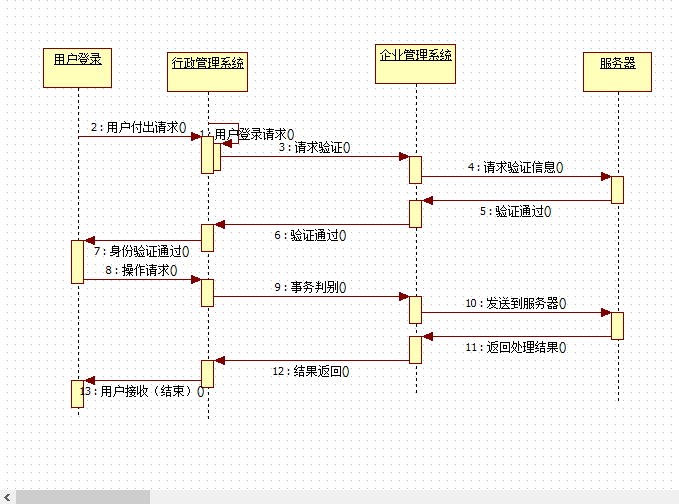 用户登录
行政管理系统
企业管理系统
服务器
2 : 用户付出请求()
1 : 用户登录请求()
3 : 请求验证()
4 : 请求验证信息()
5 : 验证通过()
6 : 验证通过()
7 : 身份验证通过()
8 : 操作请求()
9 : 事务判别()
10 : 发送到服务器()
11 : 返回处理结果()
12 : 结果返回()
13 : 用户接收（结束）()